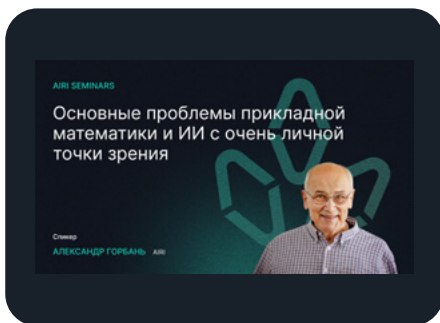 AIRI SEMINARS
Основные проблемы прикладной
математики и ИИ с очень личной
точки зрения
Спикер
АЛЕКСАНДР ГОРБАНЬ AIRI